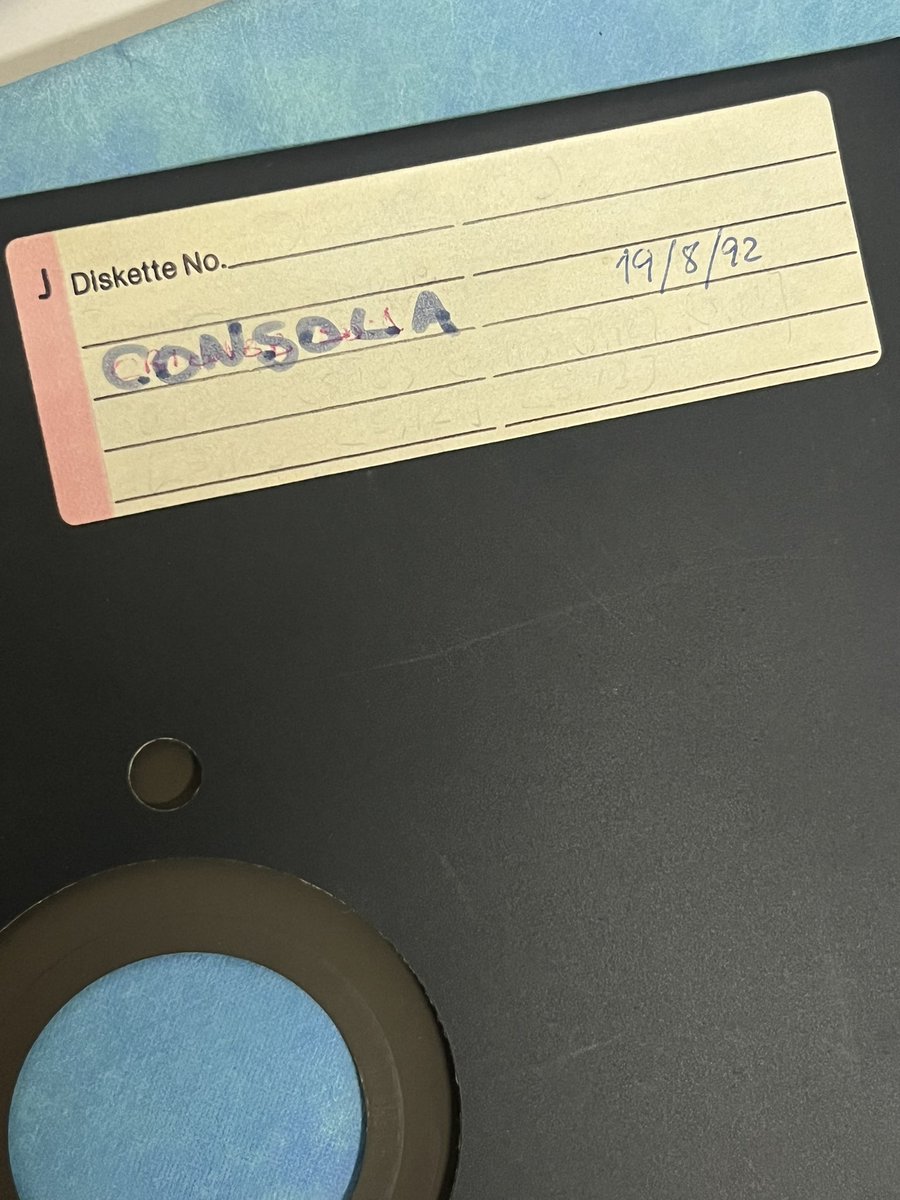 J Diskette No.
19/8/92
CONSOLA